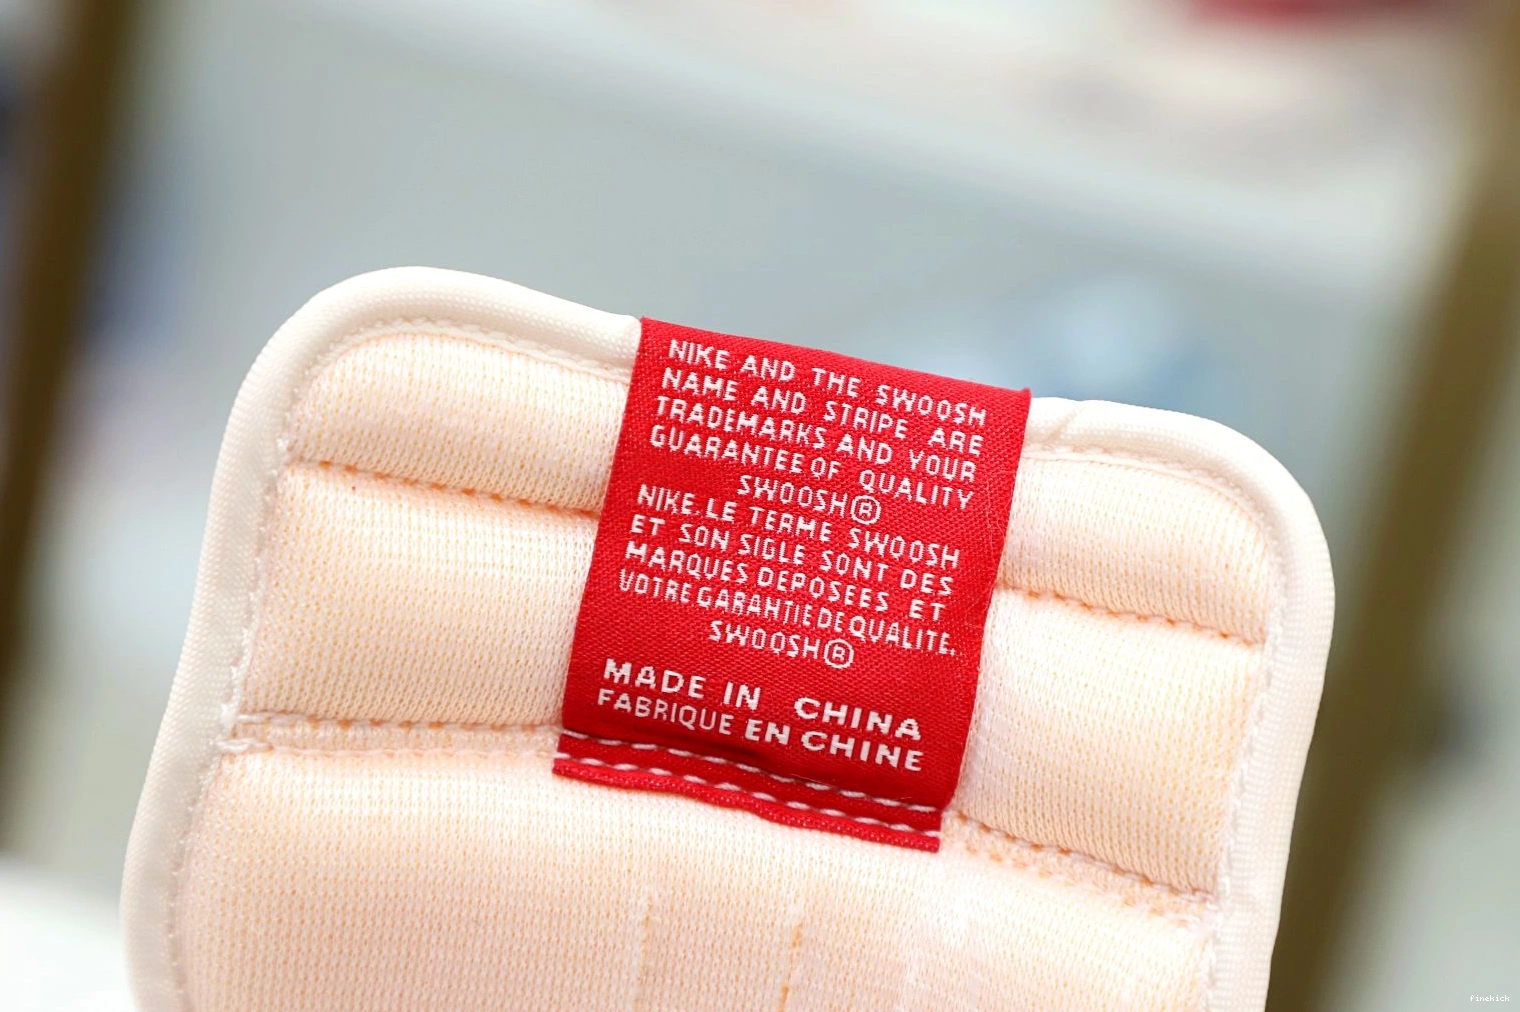 NIKE AND THE SWOOSH
NAME AND STRIPE ARE
TRADEMARKS AND YOUR
GUARANTEE OF QUALITY
SWOOSH®
NIKE. LE TERME SWOOSH
ET SON SIGLE SONT DES
MARQUES DEPOSEES ET
VOTRE GARANTIE DE QUALITE.
SWOOSH®
MADE IN CHINA
FABRIQUE EN CHINE
finekick